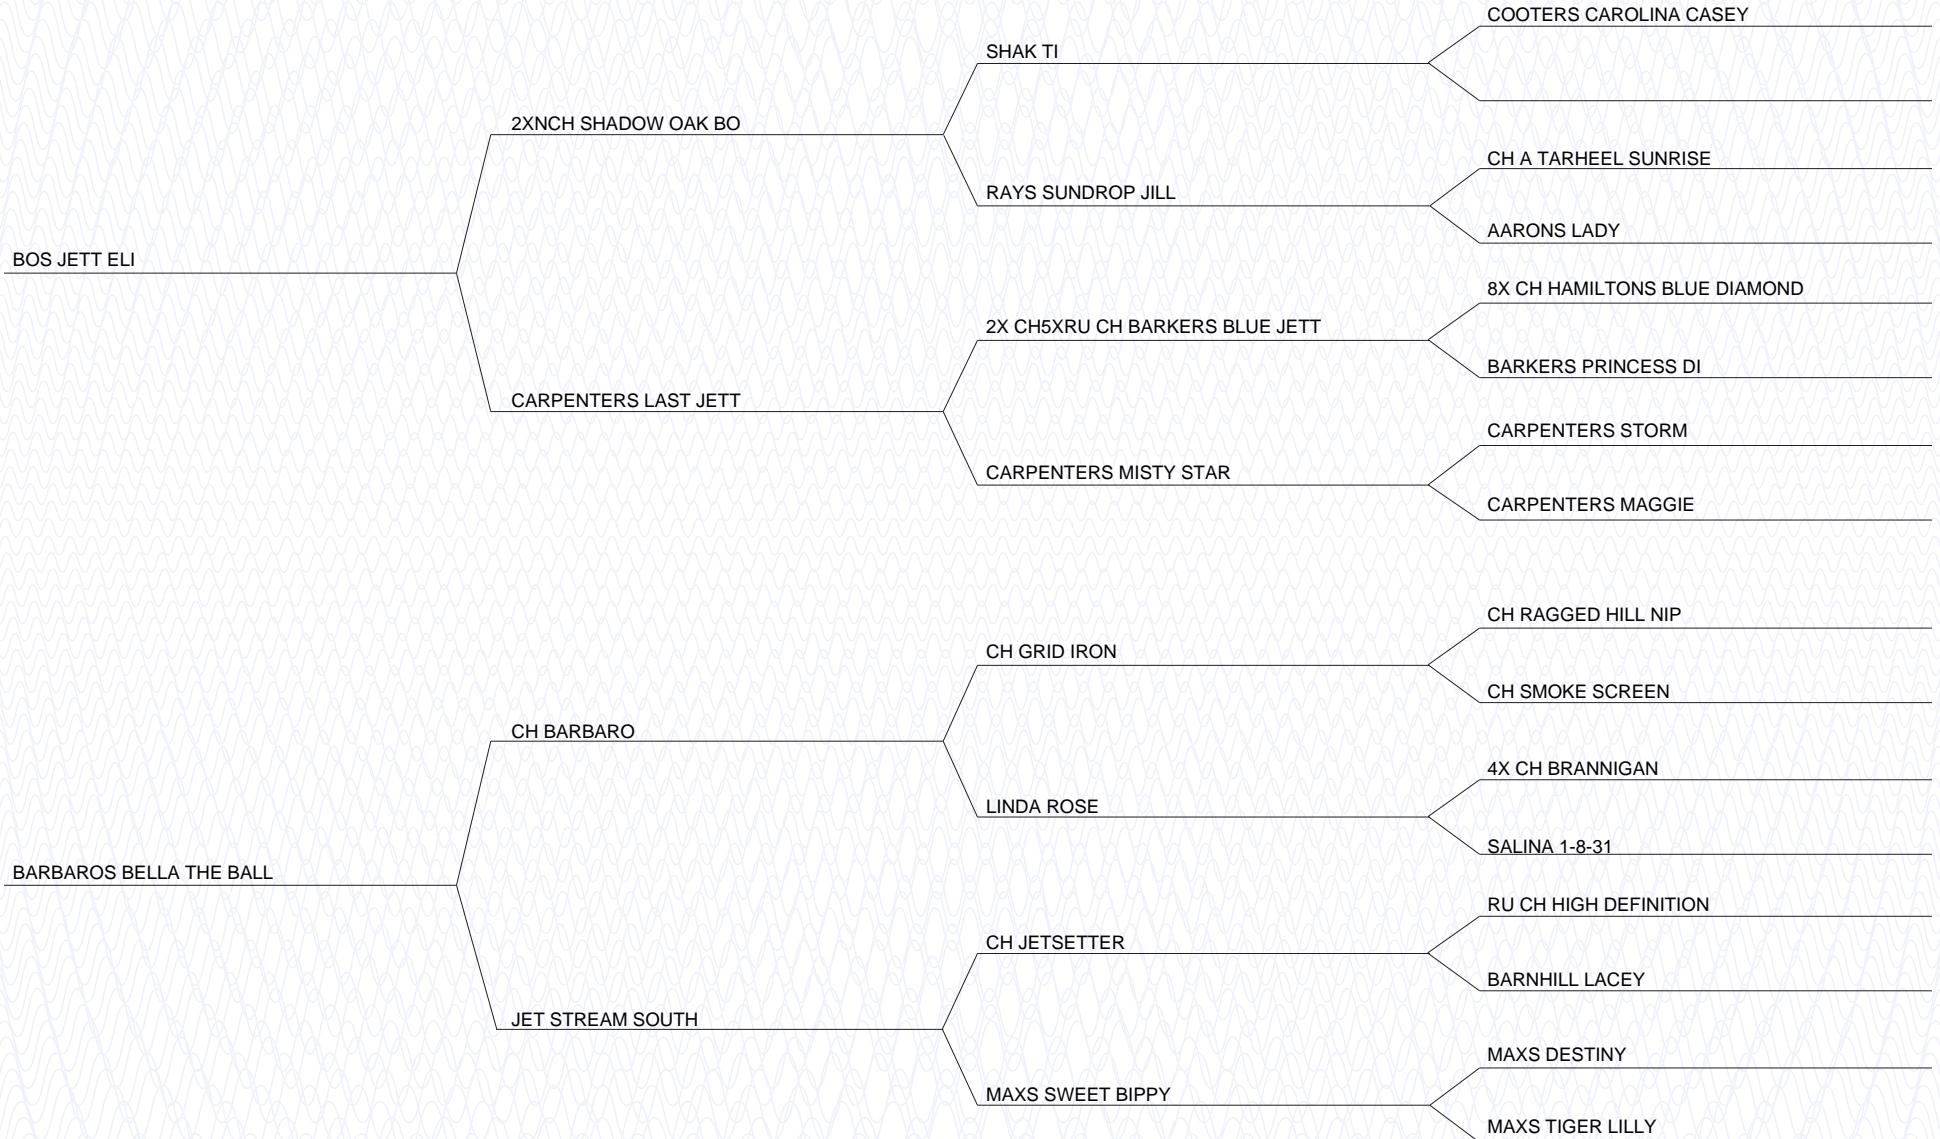 COOTERS CAROLINA CASEY
SHAK TI
2XNCH SHADOW OAK BO
CH A TARHEEL SUNRISE
RAYS SUNDROP JILL
AARONS LADY
BOS JETT ELI
8X CH HAMILTONS BLUE DIAMOND
2X CH5XRU CH BARKERS BLUE JETT
BARKERS PRINCESS DI
CARPENTERS LAST JETT
CARPENTERS STORM
CARPENTERS MISTY STAR
CARPENTERS MAGGIE
CH RAGGED HILL NIP
CH GRID IRON
CH SMOKE SCREEN
CH BARBARO
4X CH BRANNIGAN
LINDA ROSE
SALINA 1-8-31
BARBAROS BELLA THE BALL
RU CH HIGH DEFINITION
CH JETSETTER
BARNHILL LACEY
JET STREAM SOUTH
MAXS DESTINY
MAXS SWEET BIPPY
MAXS TIGER LILLY